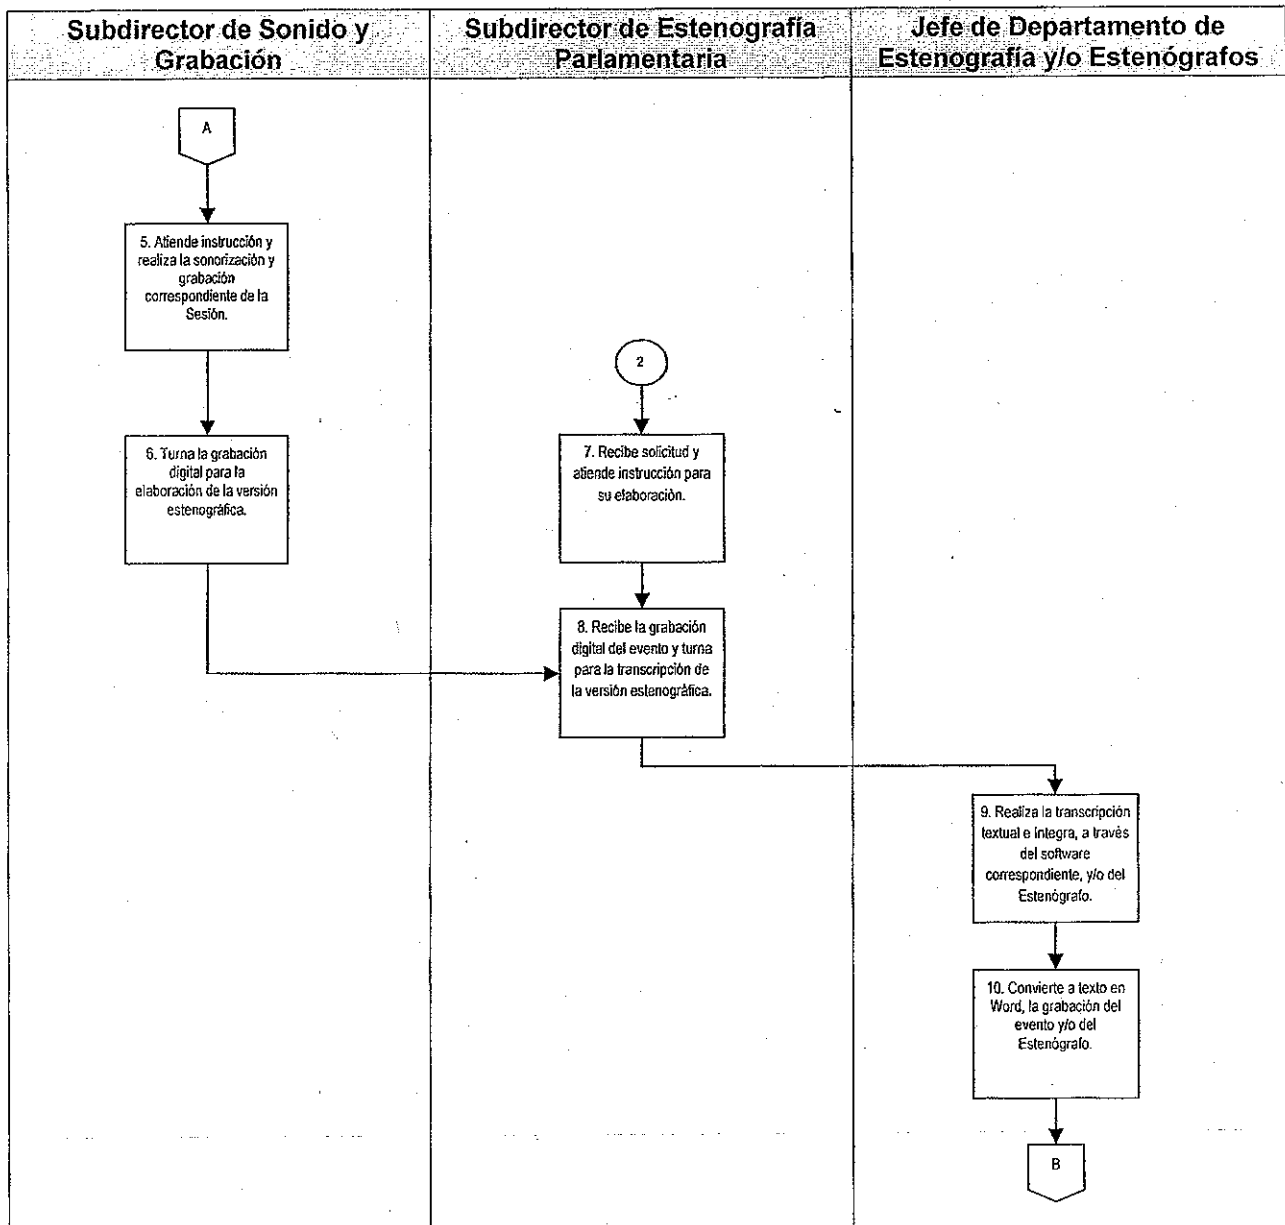 Subdirector de Sonido y
Grabación
Subdirector de Estenografía
Parlamentaria
Jefe de Departamento de
Estenografía y/o Estenógrafos
A
5. Atiende instrucción y
realiza la sonorización y
grabación
correspondiente de la
Sesión.
6. Turna la grabación
digital para la
elaboración de la versión
estenográfica.
2
7. Recibe solicitud y
atiende instrucción para
su elaboración.
8. Recibe la grabación
digital del evento y turna
para la transcripción de
la versión estenográfica.
9. Realiza la transcripción
textual e íntegra, a través
del software
correspondiente, y/o del
Estenógrafo.
10. Convierte a texto en
Word, la grabación del
evento y/o del
Estenógrafo.
B